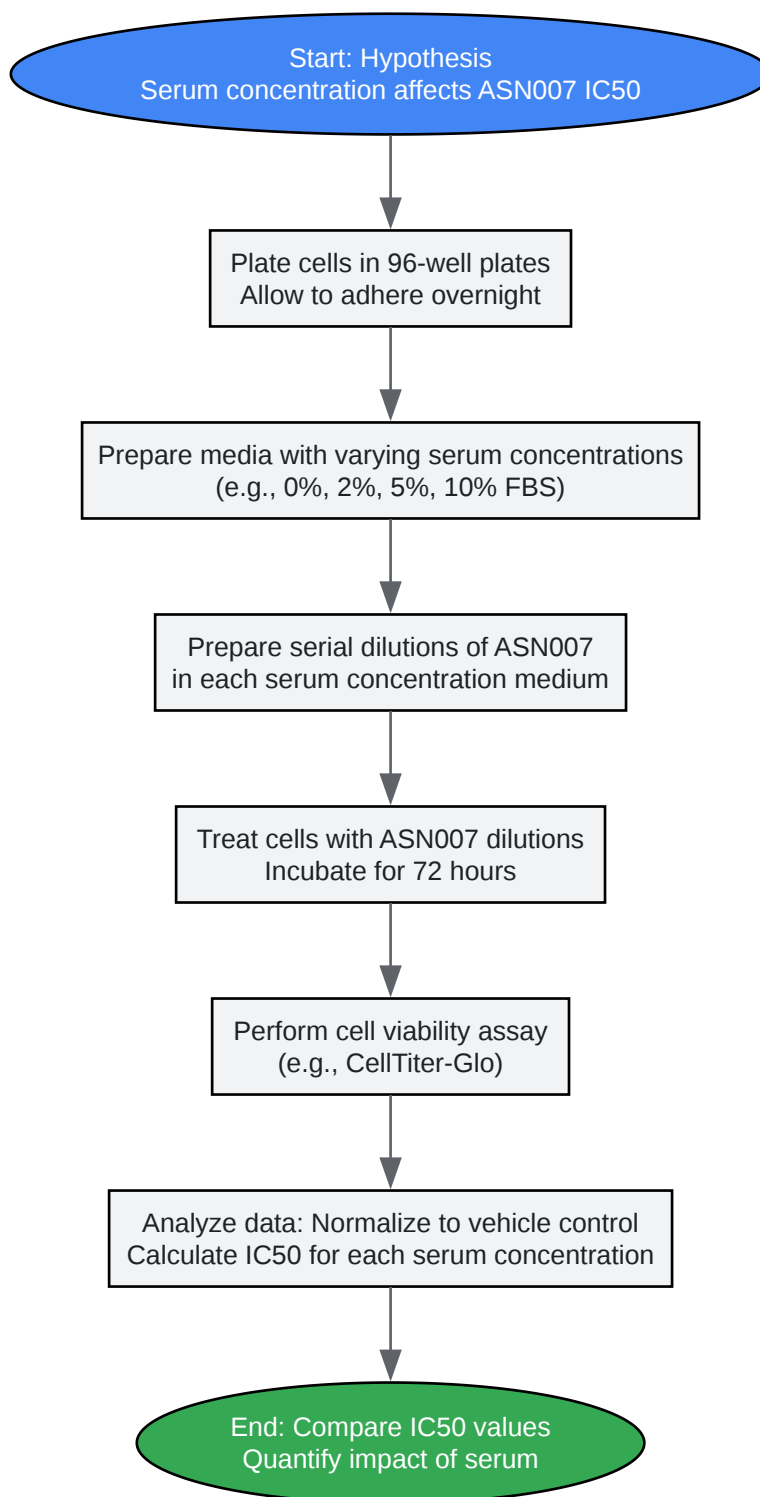 Start: Hypothesis
Serum concentration affects ASN007 IC50
Plate cells in 96-well plates
Allow to adhere overnight
Prepare media with varying serum concentrations
(e.g., 0%, 2%, 5%, 10% FBS)
Prepare serial dilutions of ASN007
in each serum concentration medium
Treat cells with ASN007 dilutions
Incubate for 72 hours
Perform cell viability assay
(e.g., CellTiter-Glo)
Analyze data: Normalize to vehicle control
Calculate IC50 for each serum concentration
End: Compare IC50 values
Quantify impact of serum